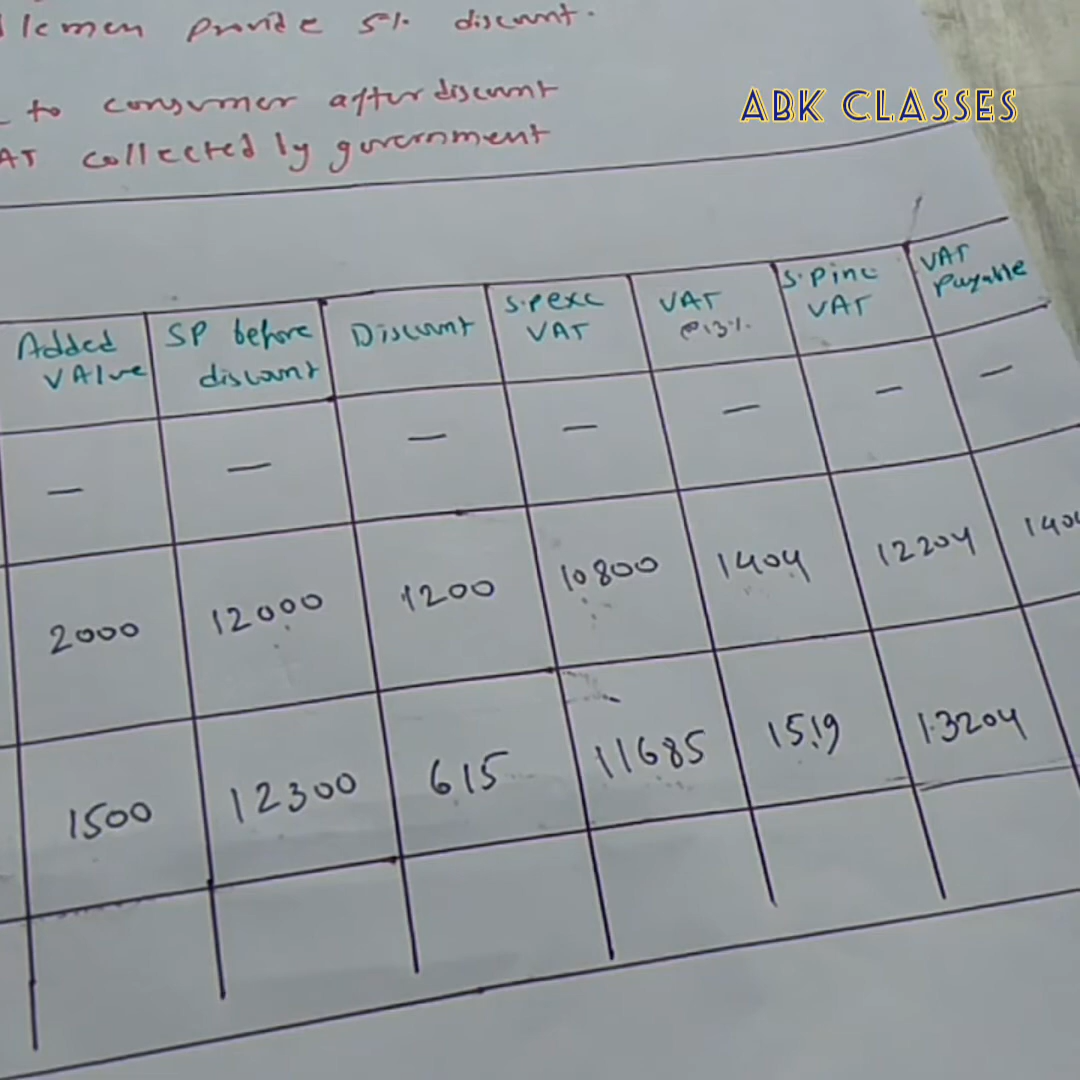 lemen provide 5% discount.
to consumer after discount
AT collected by government
ABK CLASSES
Added Value SP before discount Discount S.P exc VAT VAT @13% S.P inc VAT VAT Payable
— — — — — — —
2000 12000 1200 10800 1404 12204 140
1500 12300 615 11685 1519 13204